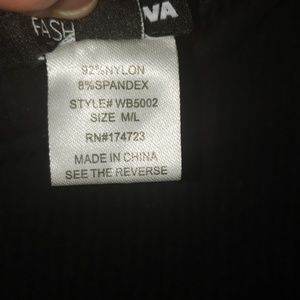 FASH
VA
92%NYLON
8%SPANDEX
STYLE# WB5002
SIZE M/L
RN#174723
MADE IN CHINA
SEE THE REVERSE